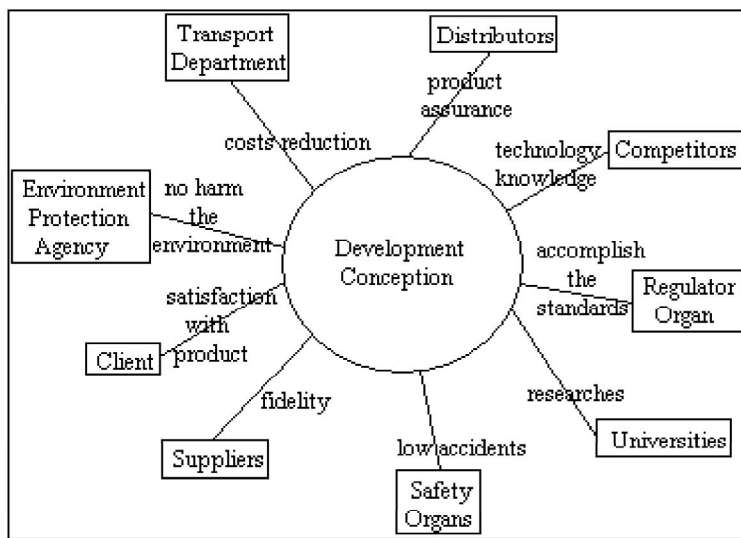 Transport
Department
Distributors
product
assurance
costs reduction
technology
knowledge
Competitors
Environment
Protection
Agency
no harm
the
environment
Development
Conception
accomplish
the
standards
Regulator
Organ
satisfaction
with
product
Client
fidelity
Suppliers
low accidents
Safety
Organs
researches
Universities